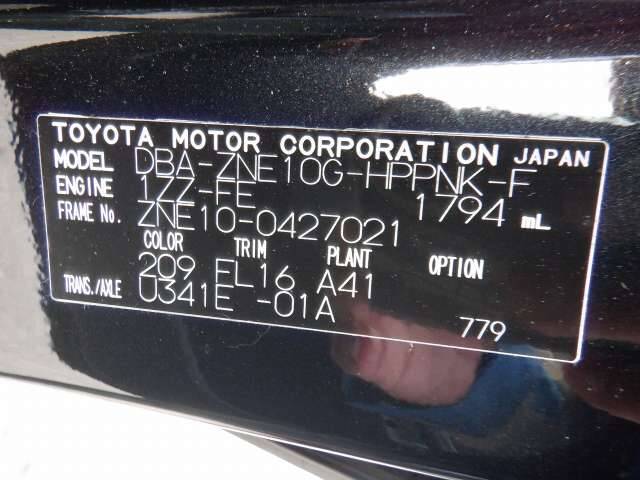 TOYOTA MOTOR CORPORATION JAPAN
MODEL DBA-ZNE10G-HPPNK-F
ENGINE 1ZZ-FE 1794 mL
FRAME No. ZNE10-0427021
COLOR TRIM PLANT OPTION
209 FL16 A41
TRANS./AXLE U341E -01A
779